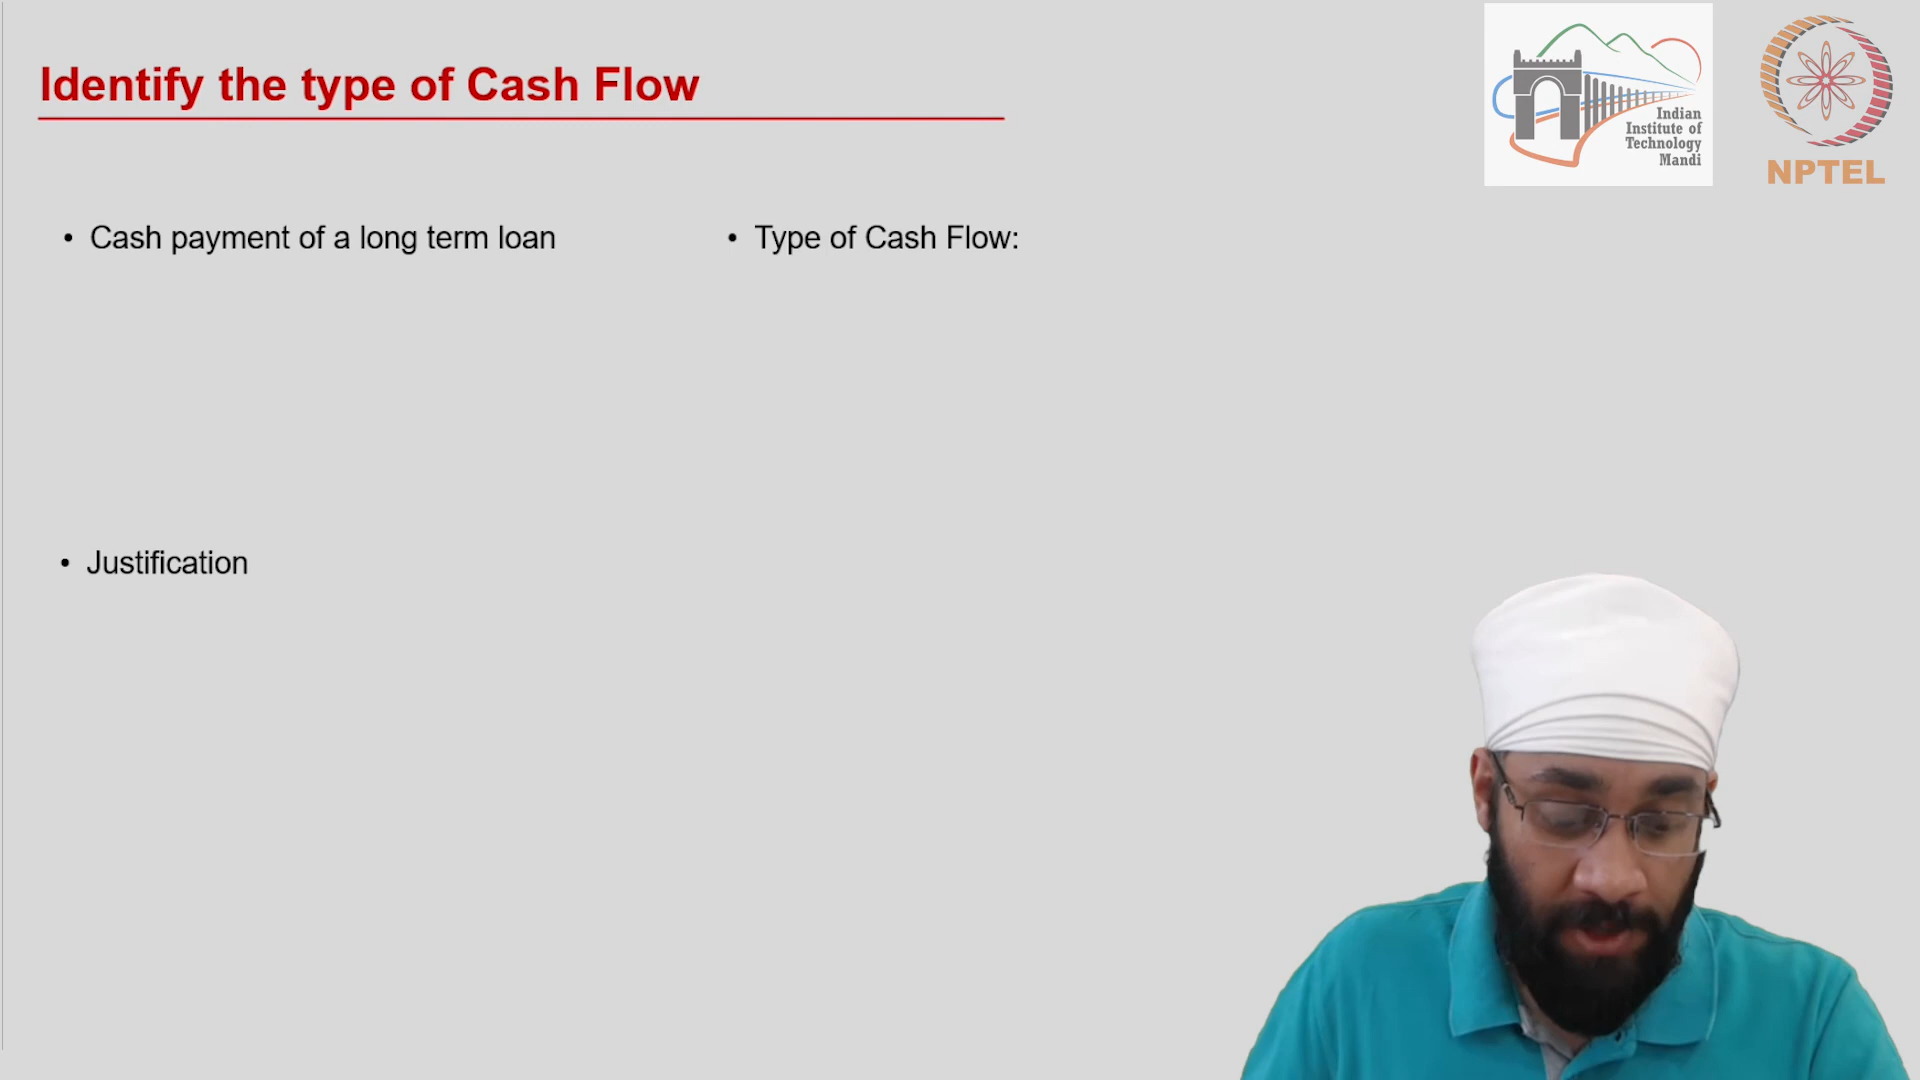 Identify the type of Cash Flow
Indian
Institute of
Technology
Mandi
NPTEL
• Cash payment of a long term loan
• Type of Cash Flow:
• Justification